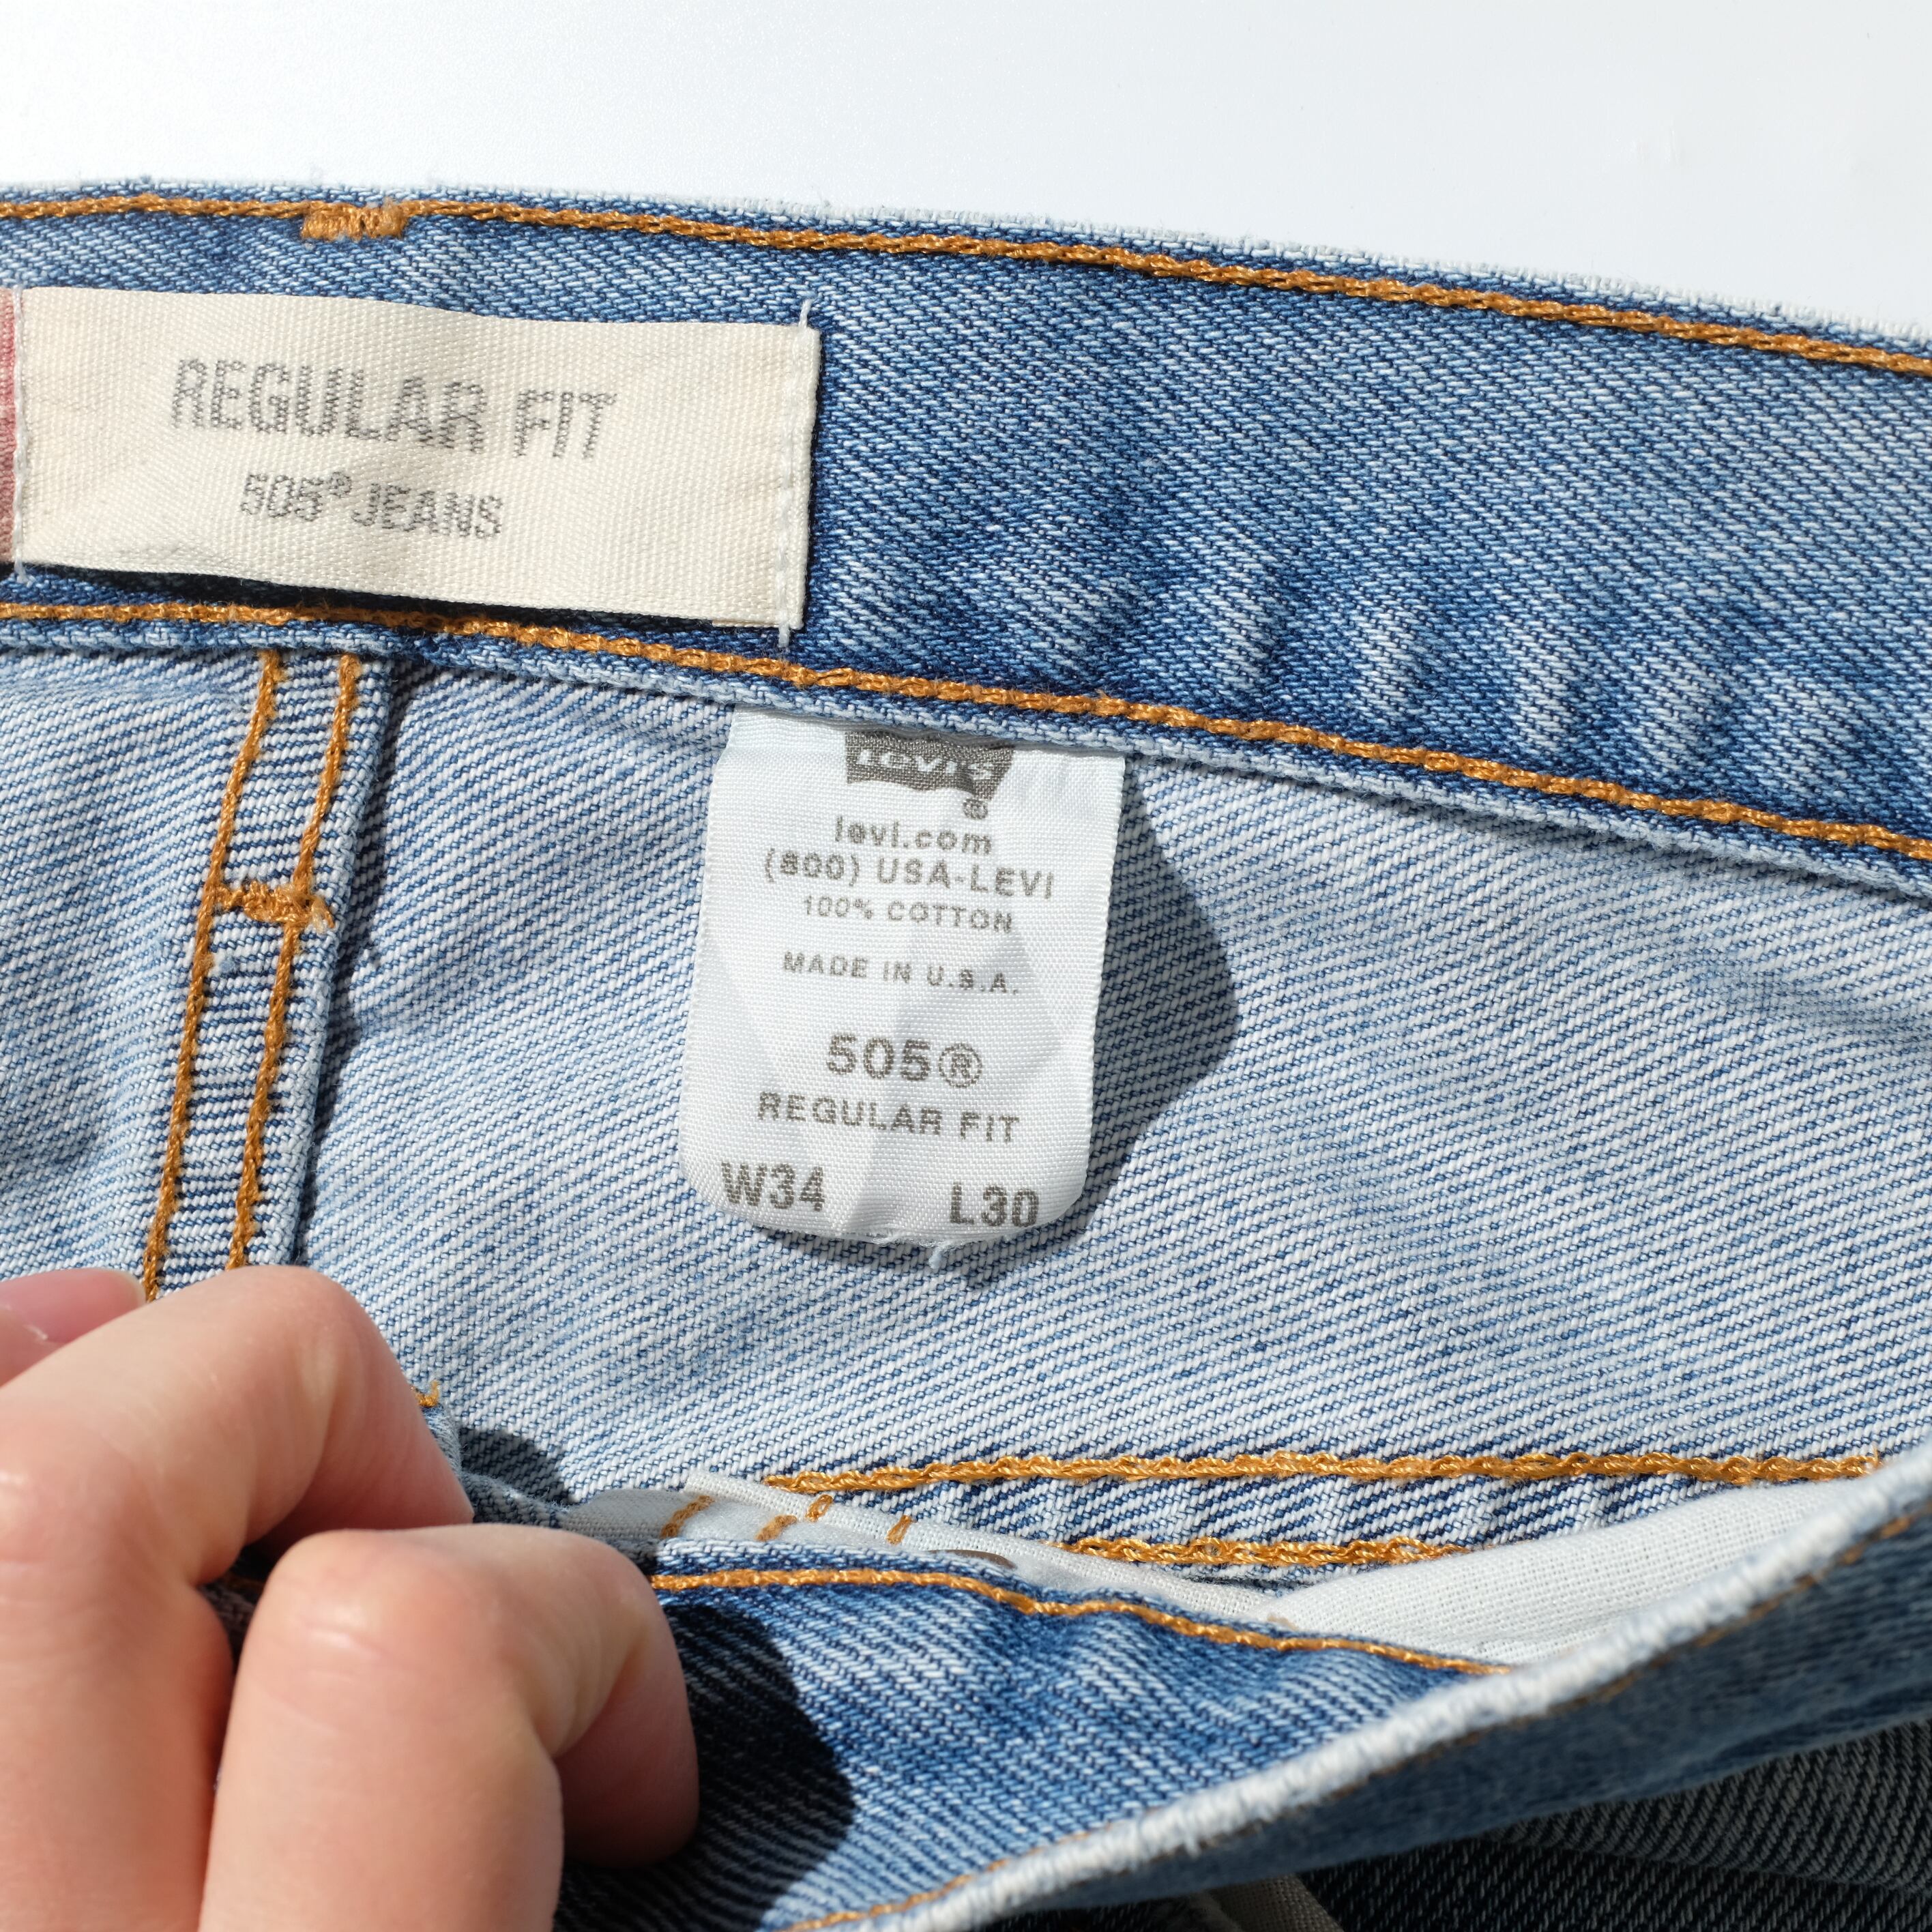 REGULAR FIT
505® JEANS
LEVI'S
®
levi.com
(800) USA-LEVI
100% COTTON
MADE IN U.S.A.
505®
REGULAR FIT
W34 L30